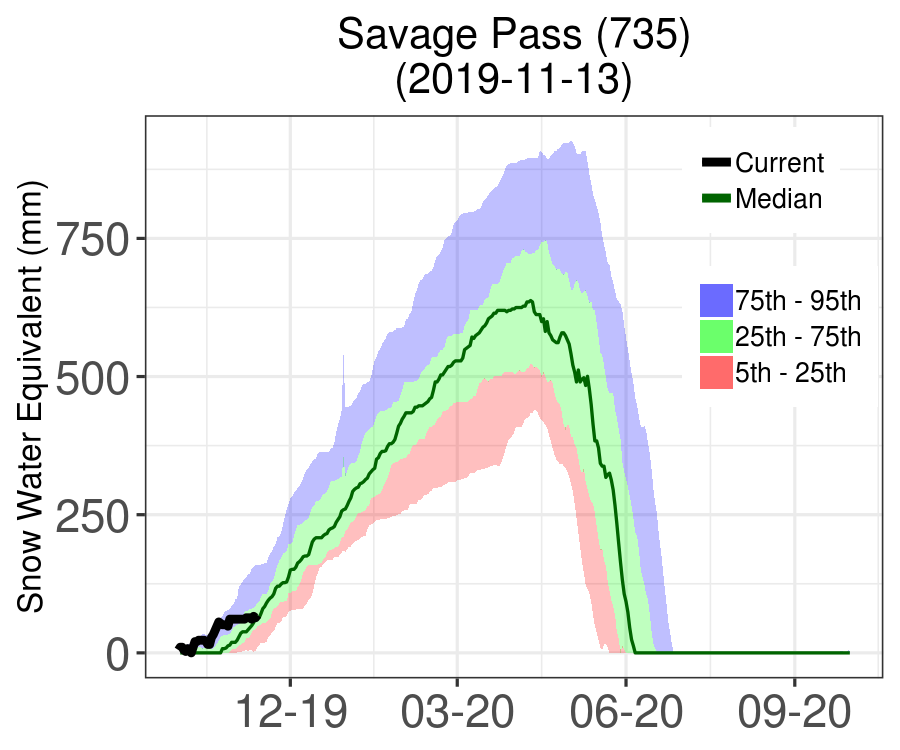 Savage Pass (735)
(2019-11-13)
Snow Water Equivalent (mm)
750
500
250
0
12-19
03-20
06-20
09-20
Current
Median
75th - 95th
25th - 75th
5th - 25th